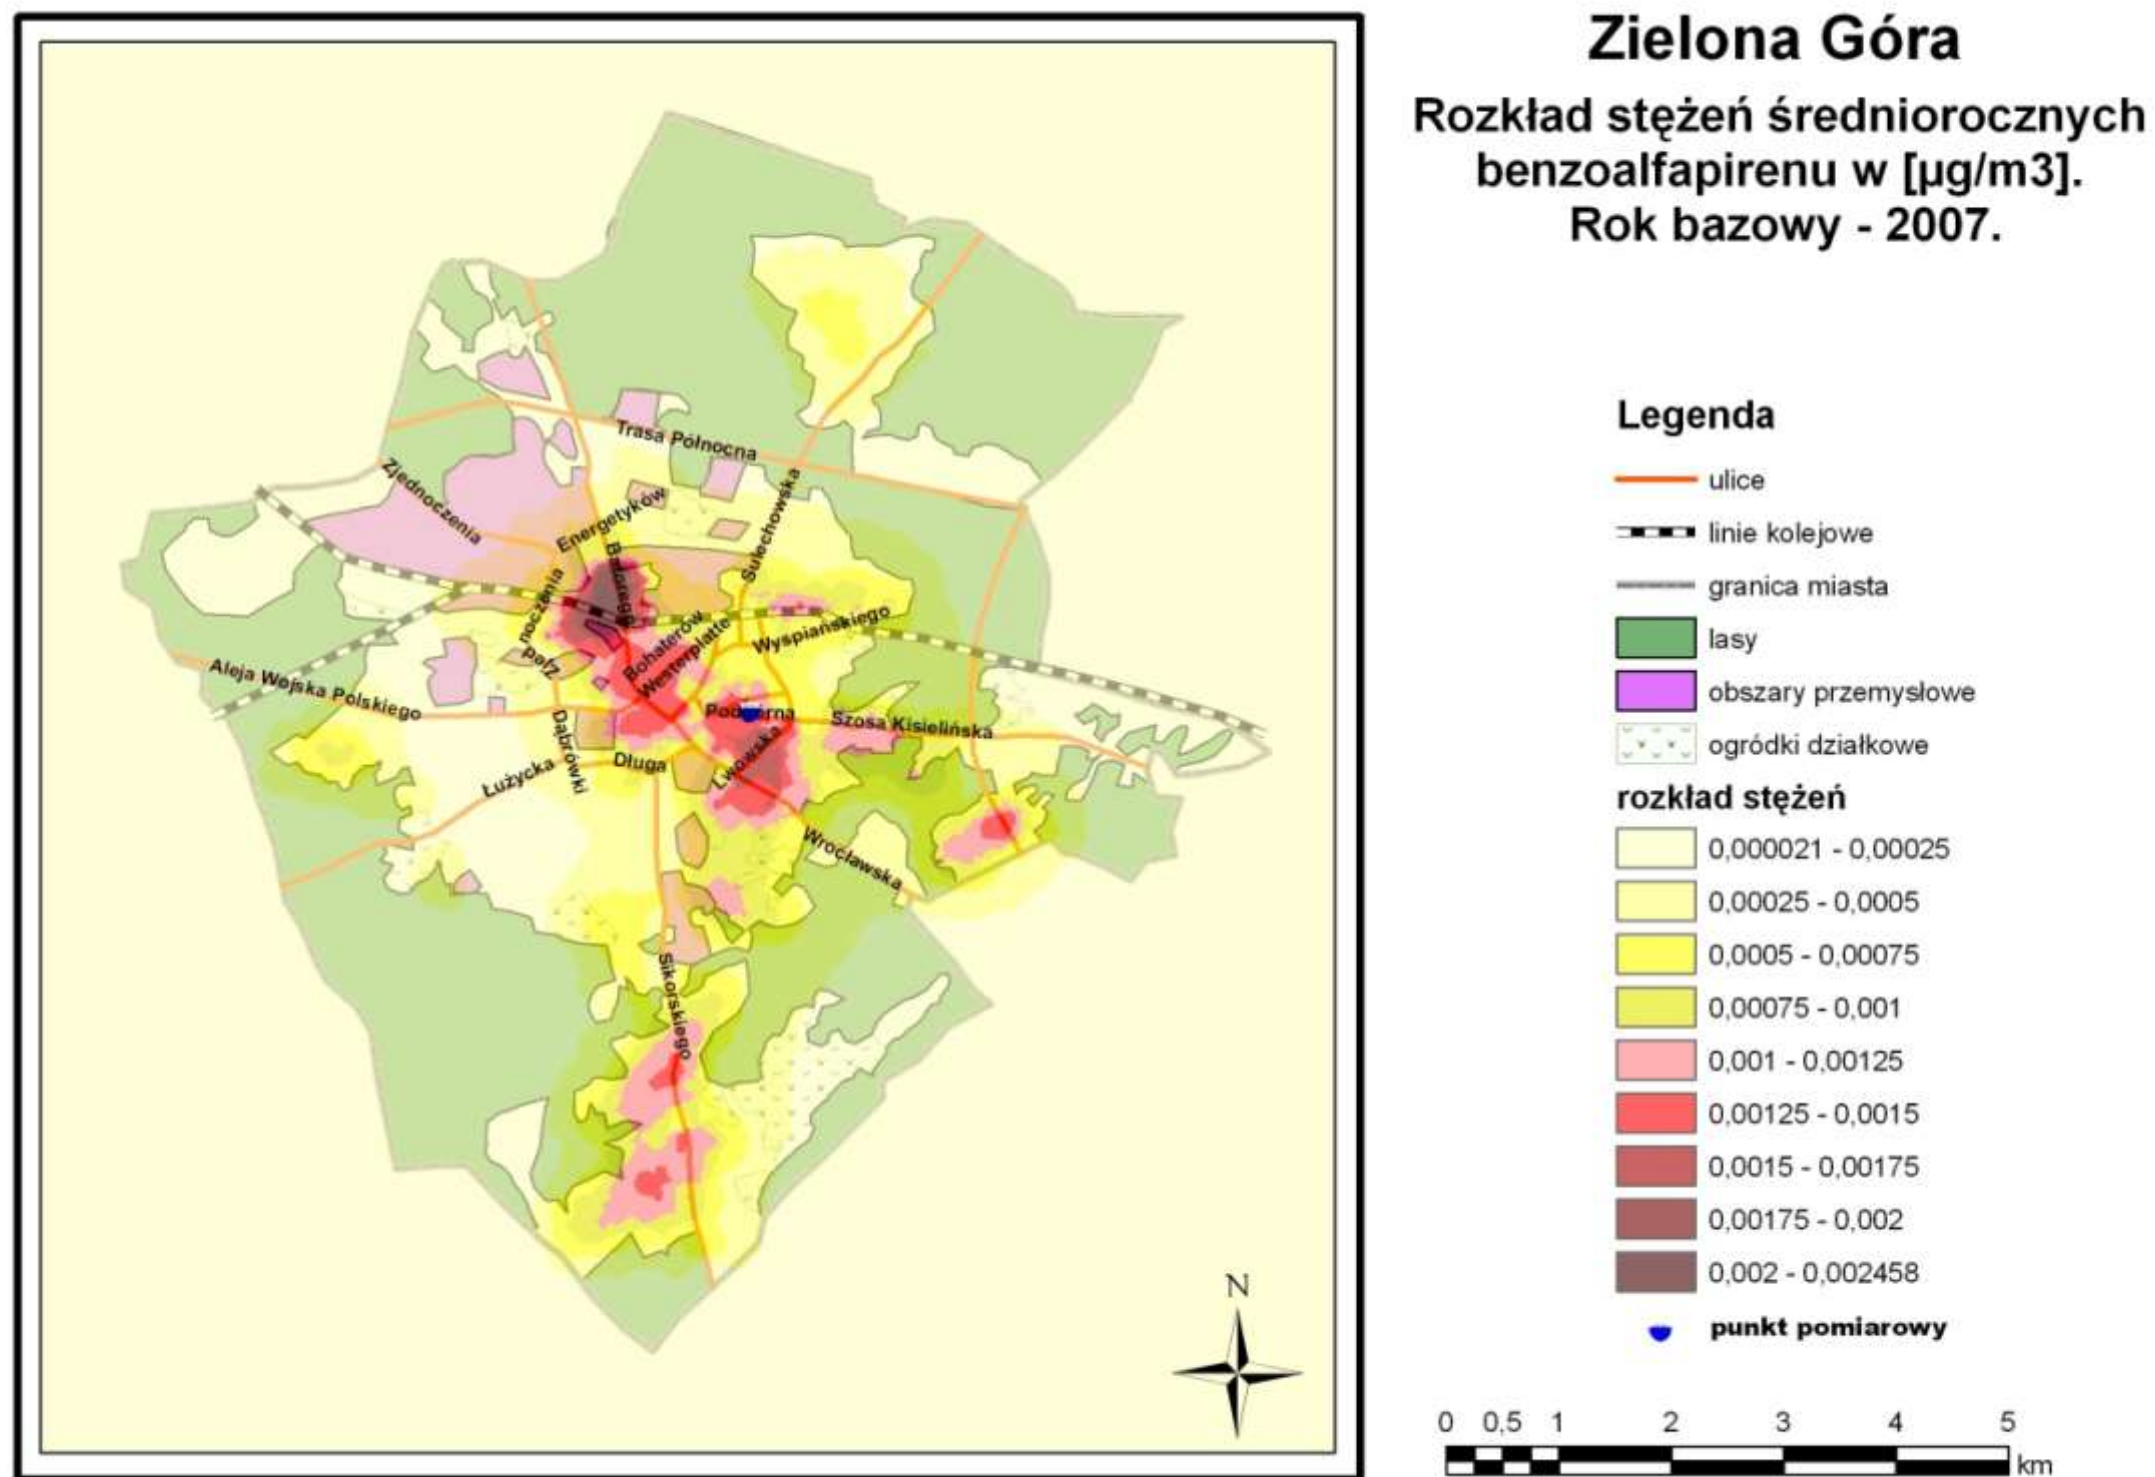 Zielona Góra
Rozkład stężeń średniorocznych
benzoalfapirenu w [µg/m3].
Rok bazowy - 2007.
Trasa Północna
Zjednoczenia
Energetyków
Sulechowska
Batorego
Zjednoczenia
Bohaterów
Westerplatte
Wyspiańskiego
Aleja Wojska Polskiego
Podgórna
Szosa Kisielińska
Dąbrówki
Długa
Lwowska
Łużycka
Wrocławska
Sikorskiego
N
Legenda
ulice
linie kolejowe
granica miasta
lasy
obszary przemysłowe
ogródki działkowe
rozkład stężeń
0,000021 - 0,00025
0,00025 - 0,0005
0,0005 - 0,00075
0,00075 - 0,001
0,001 - 0,00125
0,00125 - 0,0015
0,0015 - 0,00175
0,00175 - 0,002
0,002 - 0,002458
punkt pomiarowy
0 0,5 1 2 3 4 5
km